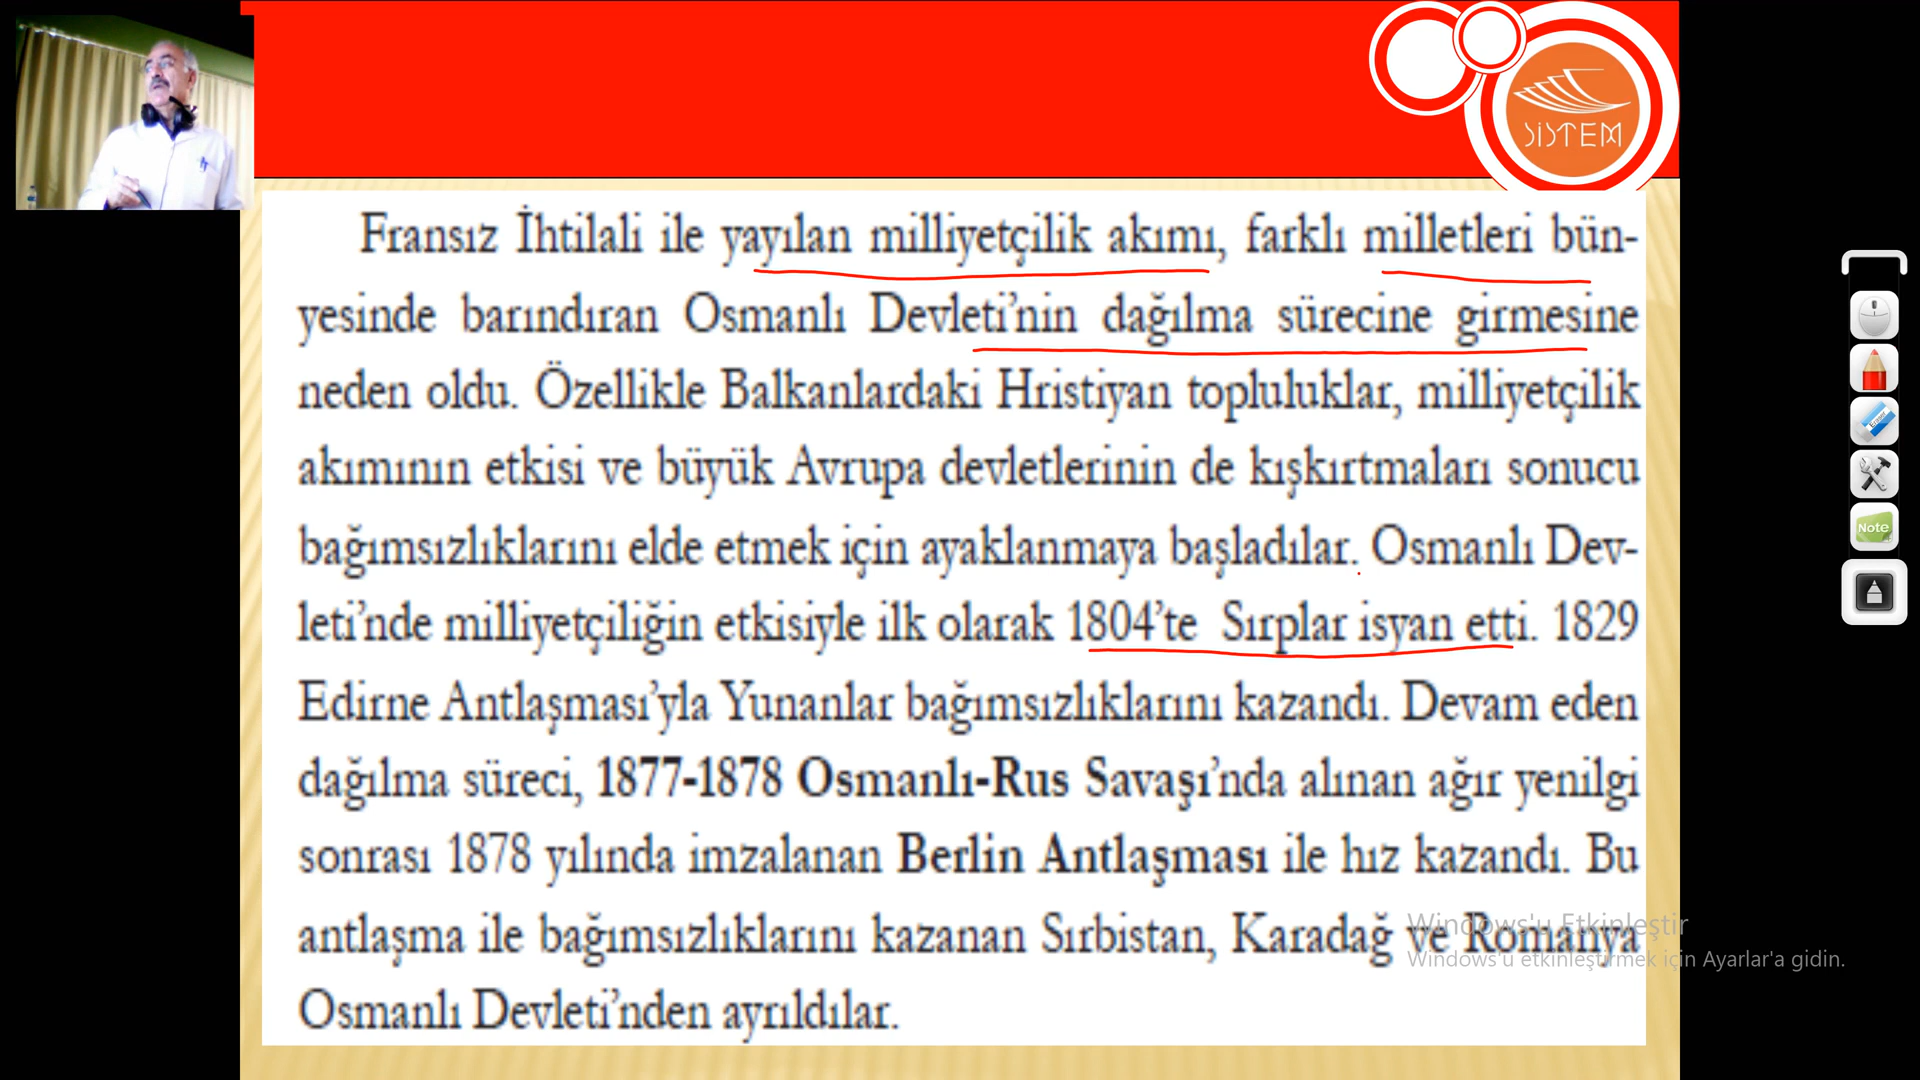 SİSTEM
Fransız İhtilali ile yayılan milliyetçilik akımı, farklı milletleri bün-
yesinde barındıran Osmanlı Devleti’nin dağılma sürecine girmesine
neden oldu. Özellikle Balkanlardaki Hristiyan topluluklar, milliyetçilik
akımının etkisi ve büyük Avrupa devletlerinin de kışkırtmaları sonucu
bağımsızlıklarını elde etmek için ayaklanmaya başladılar. Osmanlı Dev-
leti’nde milliyetçiliğin etkisiyle ilk olarak 1804’te Sırplar isyan etti. 1829
Edirne Antlaşması’yla Yunanlar bağımsızlıklarını kazandı. Devam eden
dağılma süreci, 1877-1878 Osmanlı-Rus Savaşı’nda alınan ağır yenilgi
sonrası 1878 yılında imzalanan Berlin Antlaşması ile hız kazandı. Bu
antlaşma ile bağımsızlıklarını kazanan Sırbistan, Karadağ ve Romanya
Osmanlı Devleti’nden ayrıldılar.
Windows'u Etkinleştir
Windows'u etkinleştirmek için Ayarlar'a gidin.
Note